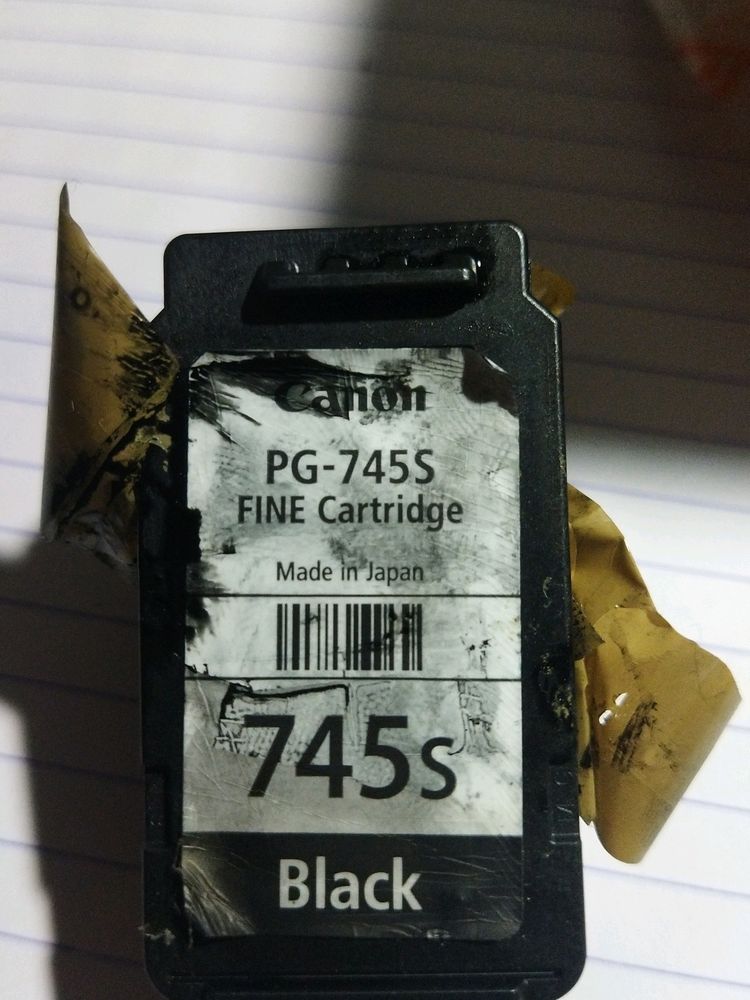 Canon
PG-745S
FINE Cartridge
Made in Japan
745s
Black